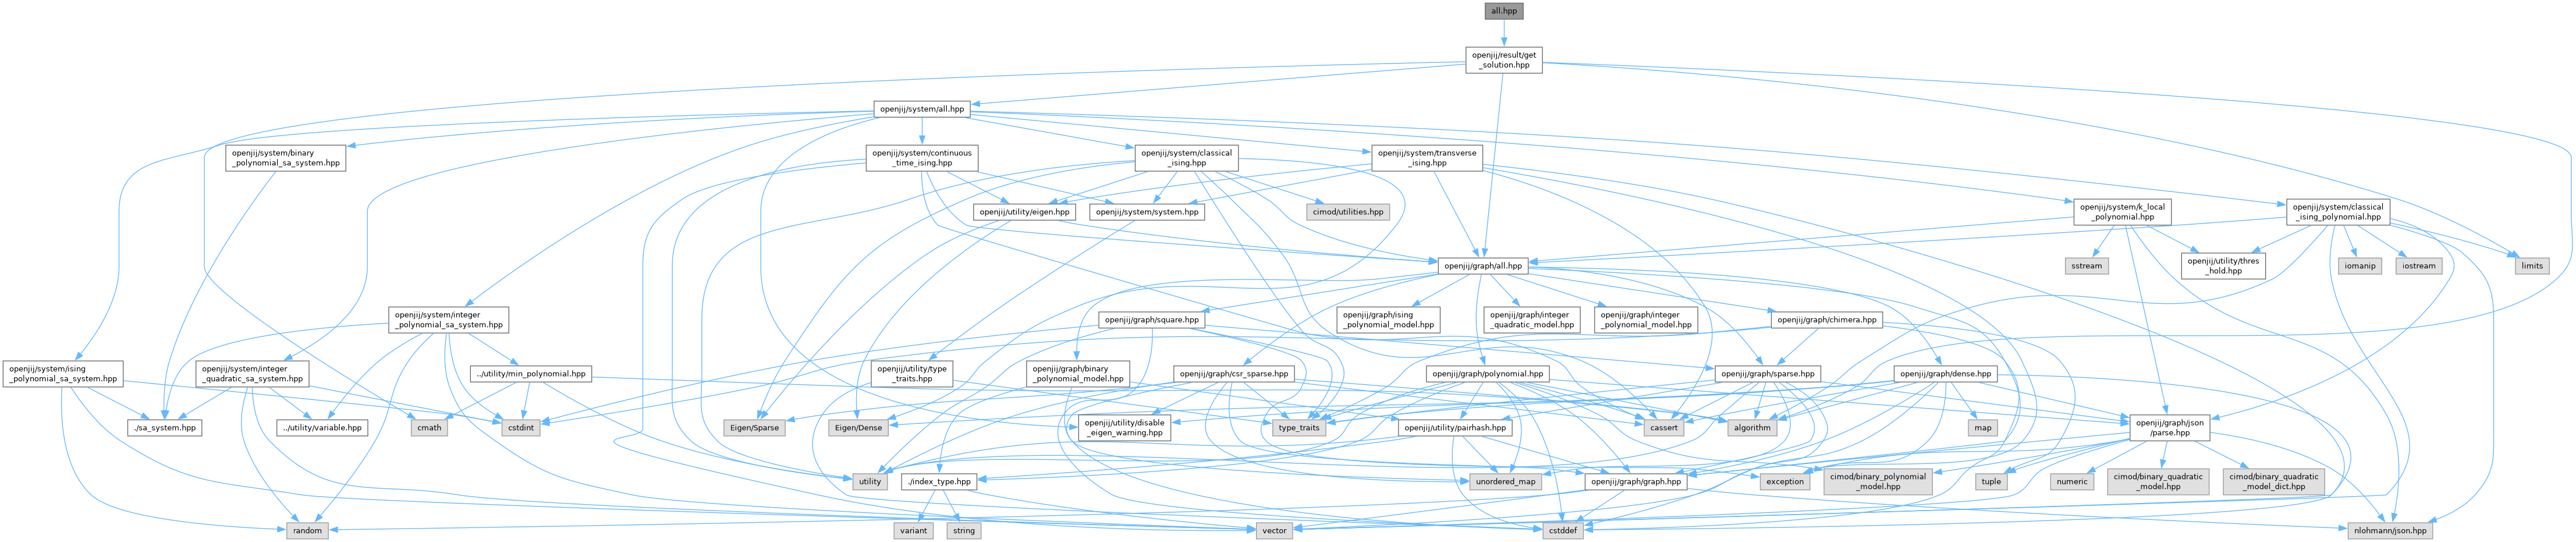 all.hpp
openjij/result/get
_solution.hpp
openjij/system/all.hpp
openjij/system/binary
_polynomial_sa_system.hpp
openjij/system/continuous
_time_ising.hpp
openjij/system/classical
_ising.hpp
openjij/system/transverse
_ising.hpp
openjij/utility/eigen.hpp
openjij/system/system.hpp
cimod/utilities.hpp
openjij/system/k_local
_polynomial.hpp
openjij/system/classical
_ising_polynomial.hpp
openjij/graph/all.hpp
sstream
openjij/utility/thres
_hold.hpp
iomanip
iostream
limits
openjij/system/integer
_polynomial_sa_system.hpp
openjij/graph/square.hpp
openjij/graph/ising
_polynomial_model.hpp
openjij/graph/integer
_quadratic_model.hpp
openjij/graph/integer
_polynomial_model.hpp
openjij/graph/chimera.hpp
openjij/system/ising
_polynomial_sa_system.hpp
openjij/system/integer
_quadratic_sa_system.hpp
../utility/min_polynomial.hpp
openjij/utility/type
_traits.hpp
openjij/graph/binary
_polynomial_model.hpp
openjij/graph/csr_sparse.hpp
openjij/graph/polynomial.hpp
openjij/graph/sparse.hpp
openjij/graph/dense.hpp
./sa_system.hpp
../utility/variable.hpp
cmath
cstdint
Eigen/Sparse
Eigen/Dense
openjij/utility/disable
_eigen_warning.hpp
openjij/utility/pairhash.hpp
type_traits
cassert
algorithm
map
openjij/graph/json
/parse.hpp
utility
./index_type.hpp
unordered_map
openjij/graph/graph.hpp
exception
cimod/binary_polynomial
_model.hpp
tuple
numeric
cimod/binary_quadratic
_model.hpp
cimod/binary_quadratic
_model_dict.hpp
random
variant
string
vector
cstddef
nlohmann/json.hpp